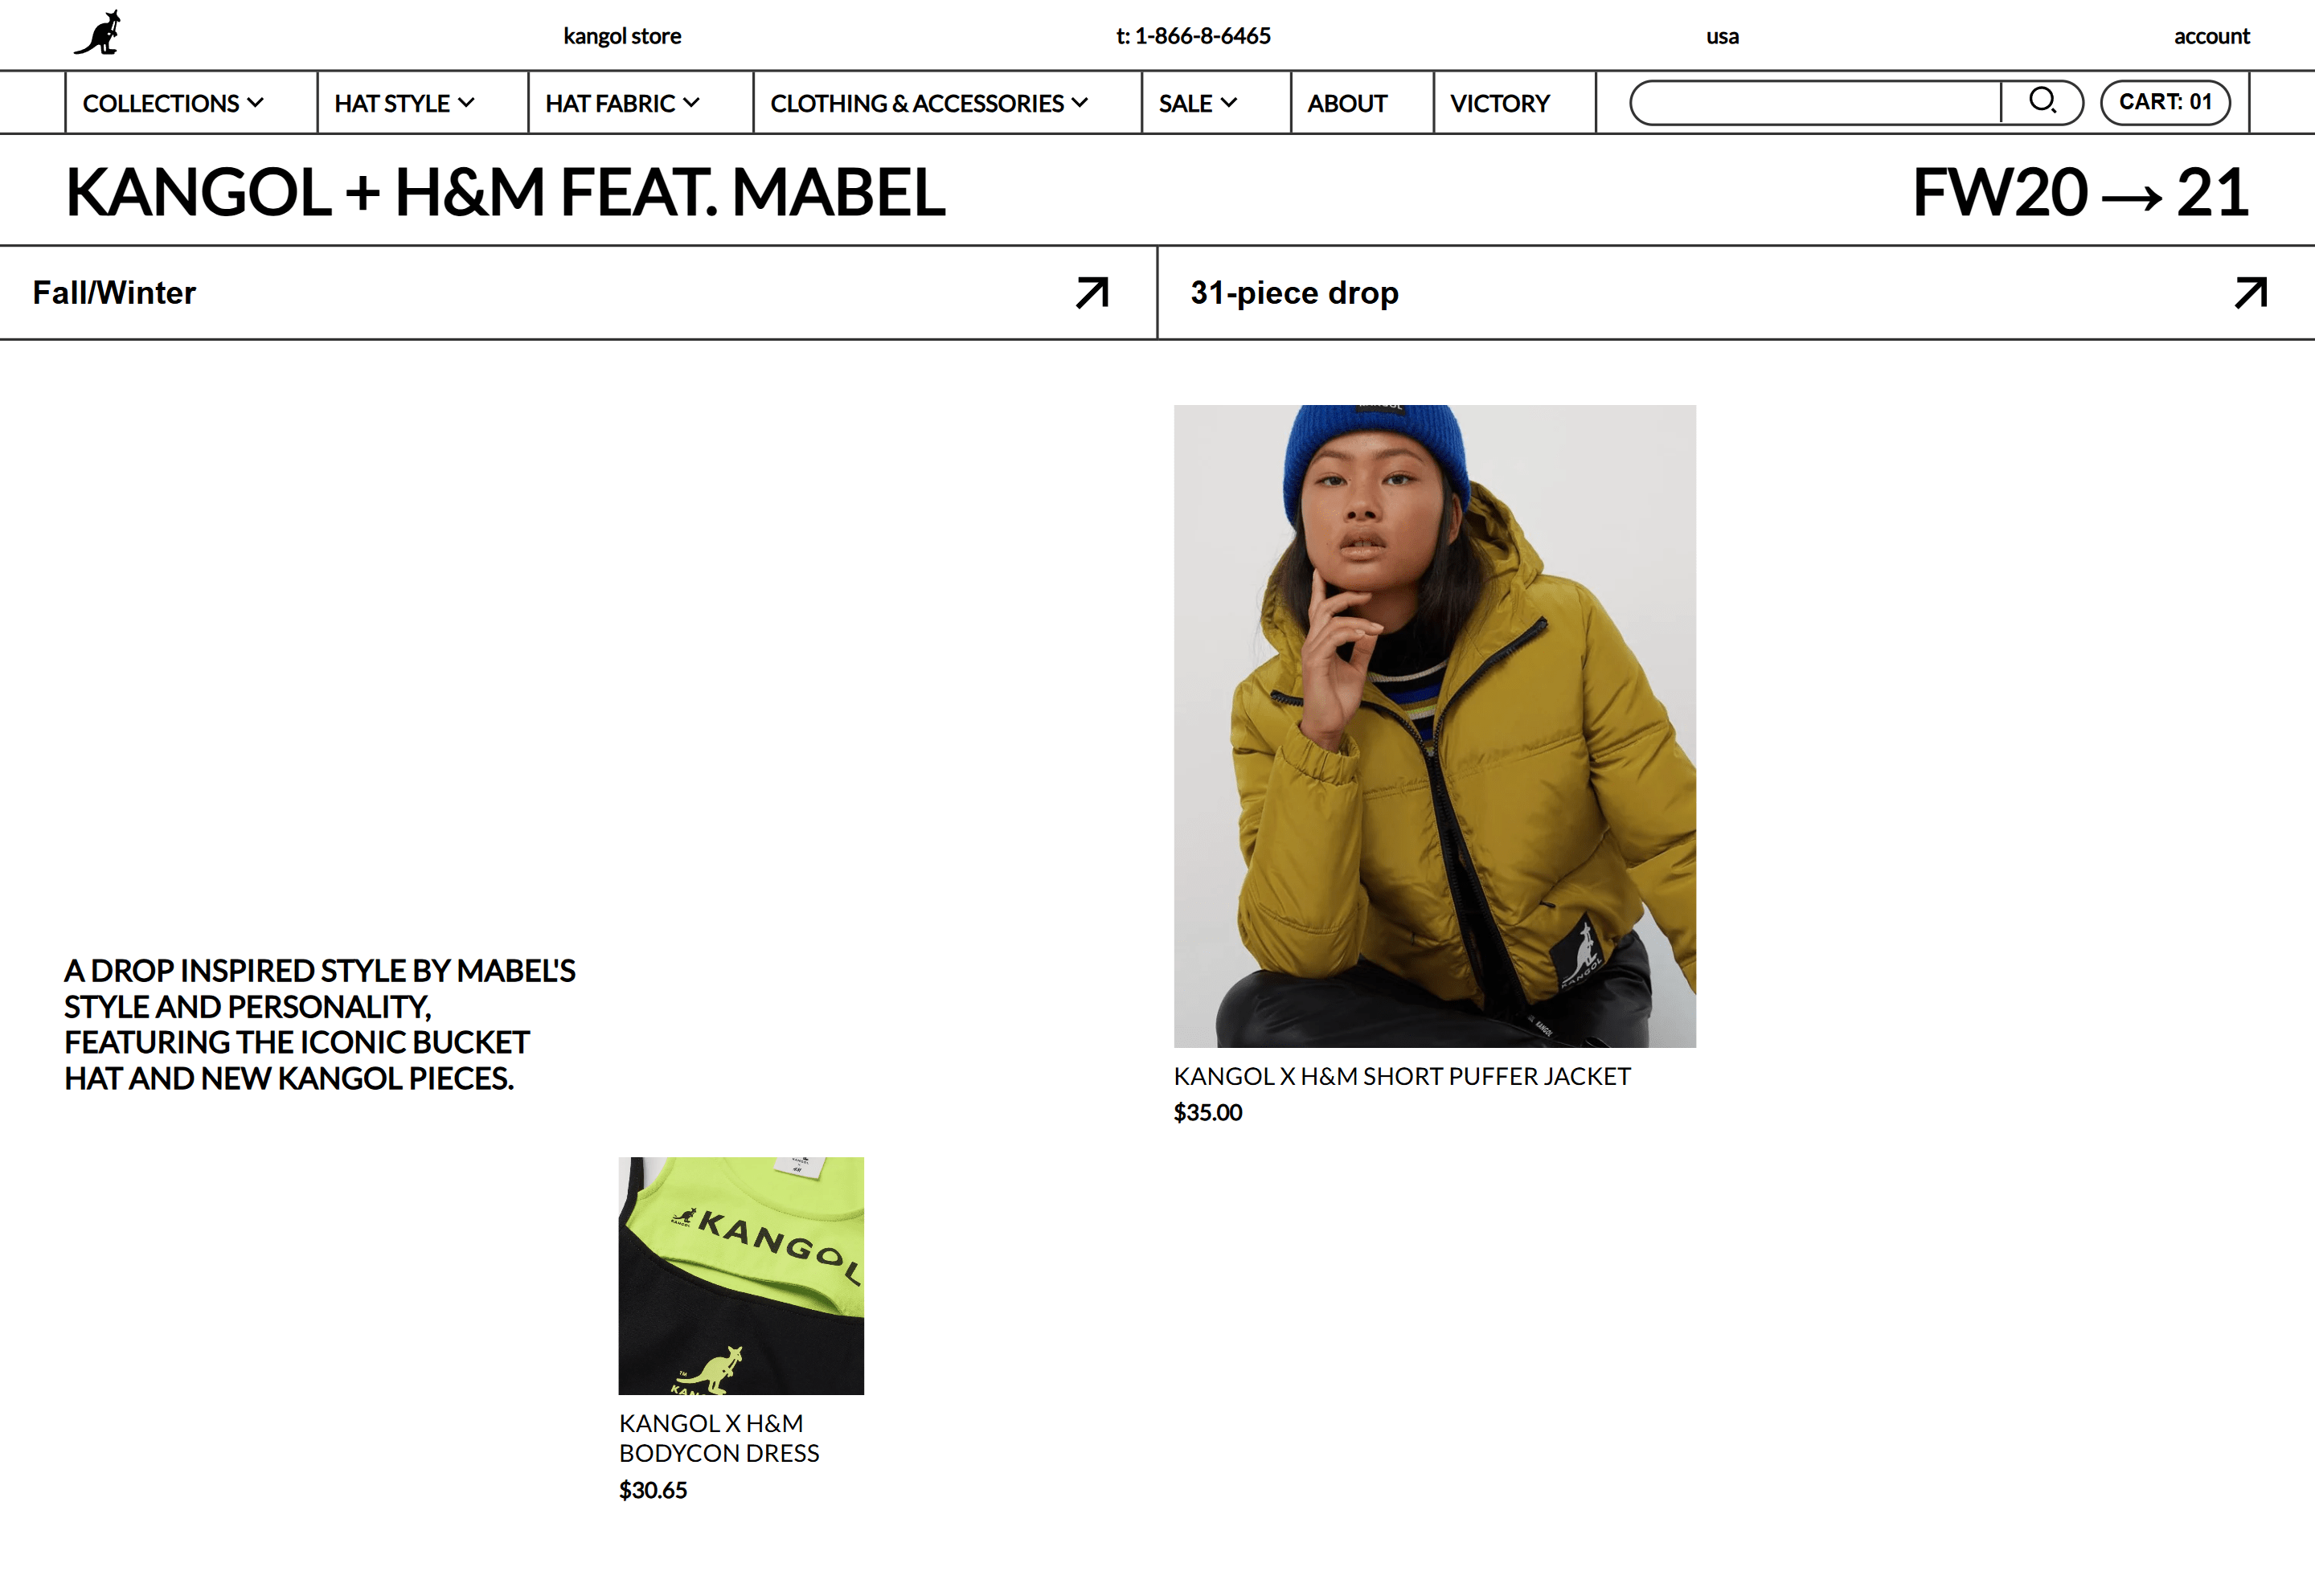 kangol store
t: 1-866-8-6465
usa
account
COLLECTIONS
HAT STYLE
HAT FABRIC
CLOTHING & ACCESSORIES
SALE
ABOUT
VICTORY
CART: 01
KANGOL + H&M FEAT. MABEL
FW20 → 21
Fall/Winter
31-piece drop
KANGOL
KANGOL
KANGOL X H&M SHORT PUFFER JACKET
$35.00
A DROP INSPIRED STYLE BY MABEL'S
STYLE AND PERSONALITY,
FEATURING THE ICONIC BUCKET
HAT AND NEW KANGOL PIECES.
KANGOL
TM
KANGOL X H&M
BODYCON DRESS
$30.65